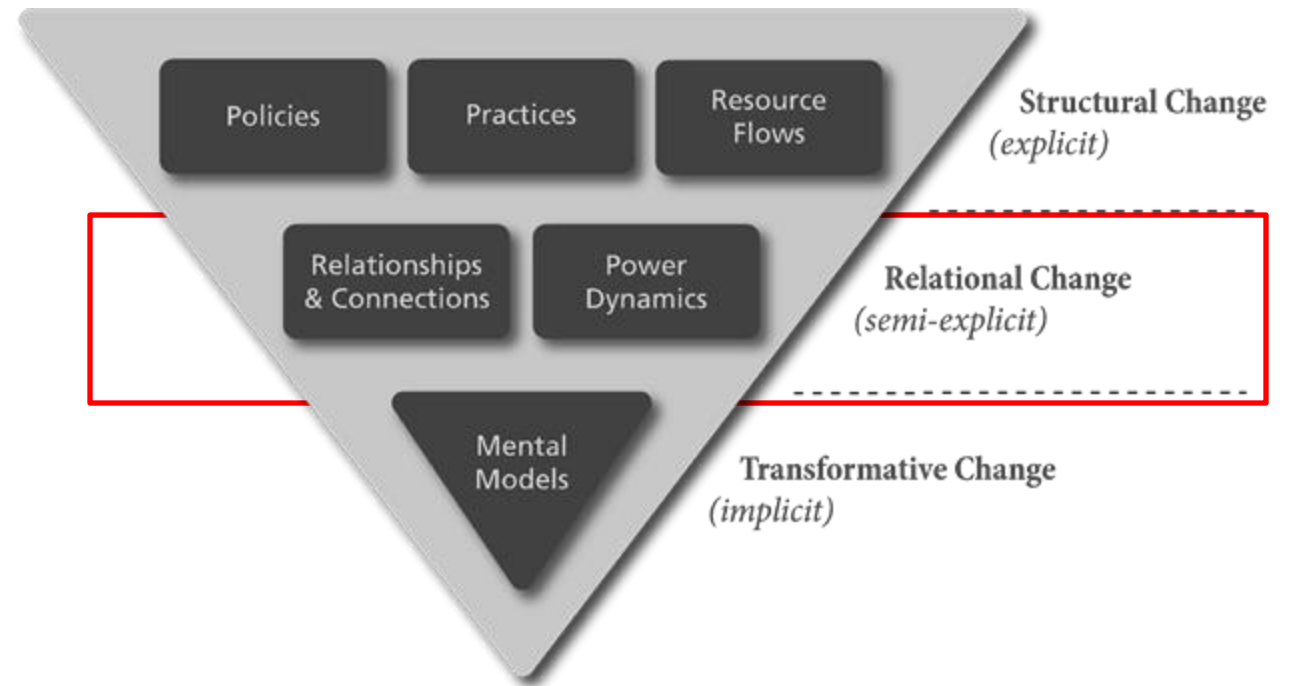 Policies
Practices
Resource
Flows
Structural Change
(explicit)
Relationships
& Connections
Power
Dynamics
Relational Change
(semi-explicit)
Mental
Models
Transformative Change
(implicit)